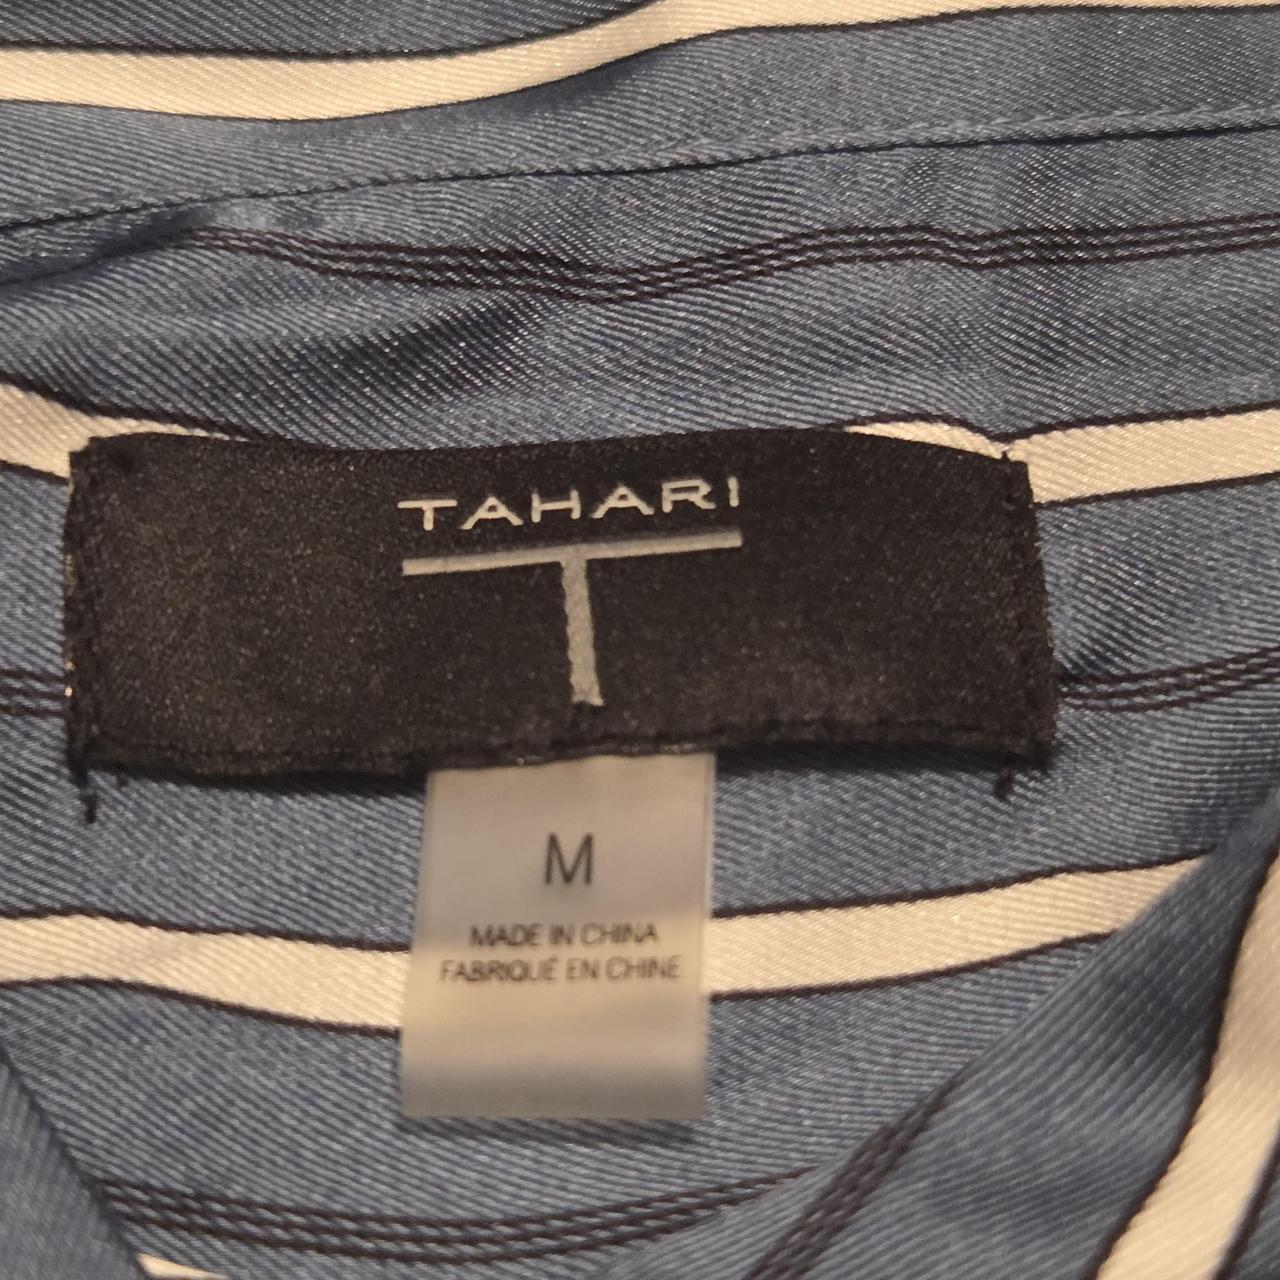 TAHARI
T
M
MADE IN CHINA
FABRIQUÉ EN CHINE